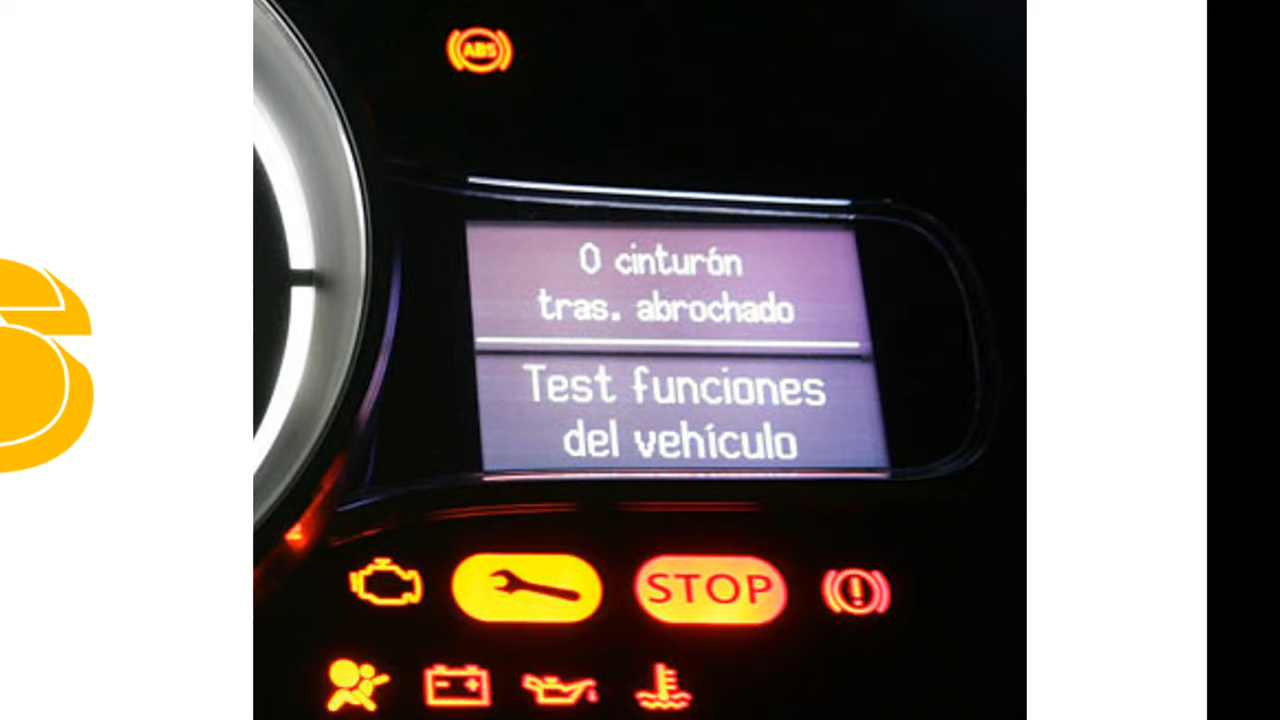 ABS
0 cinturón
tras. abrochado
Test funciones
del vehículo
STOP